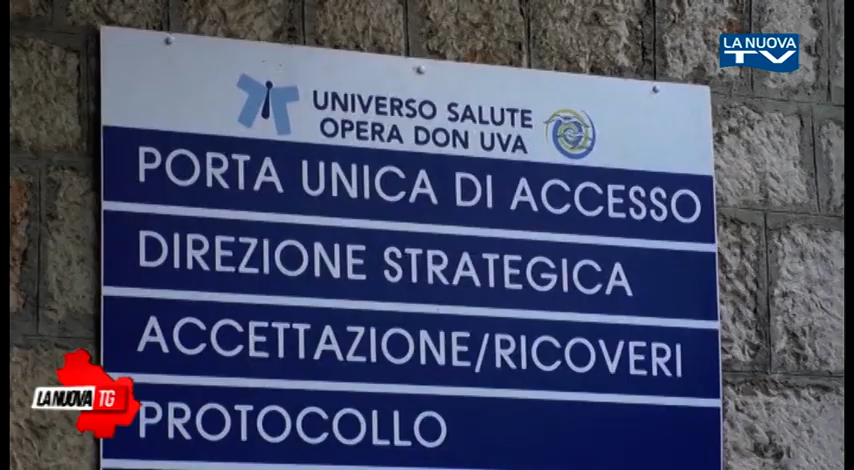 LA NUOVA
TV
UNIVERSO SALUTE
OPERA DON UVA
PORTA UNICA DI ACCESSO
DIREZIONE STRATEGICA
ACCETTAZIONE/RICOVERI
PROTOCOLLO
LA NUOVA TG